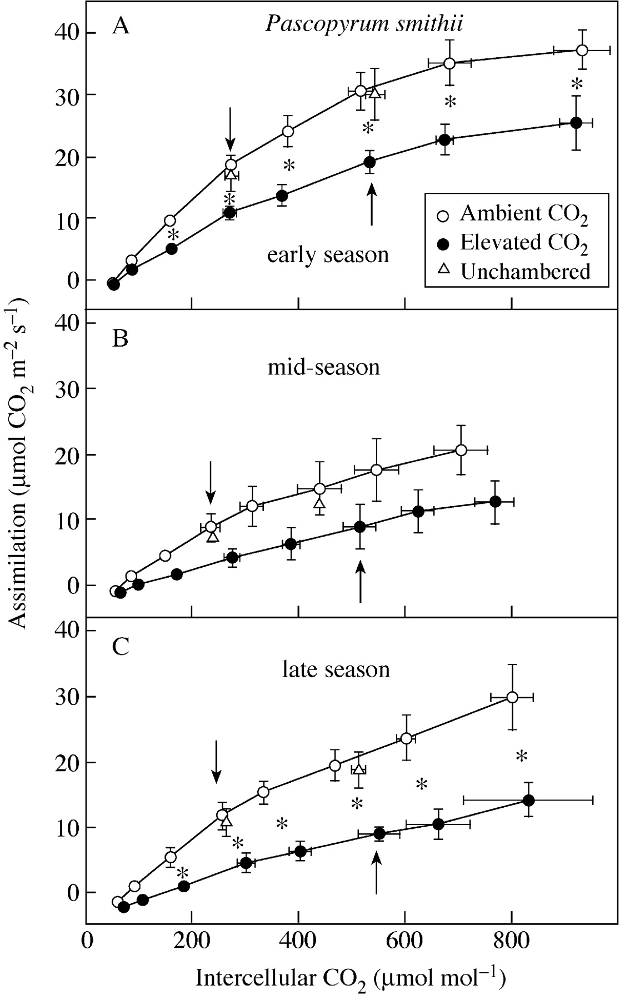 A
Pascopyrum smithii
40
30
20
10
0
*
*
*
*
*
*
early season
Ambient CO₂
Elevated CO₂
Unchambered
B
mid-season
40
30
20
10
0
C
late season
40
30
20
10
0
*
*
*
*
*
*
0 200 400 600 800
Assimilation (μmol CO₂ m⁻² s⁻¹)
Intercellular CO₂ (μmol mol⁻¹)